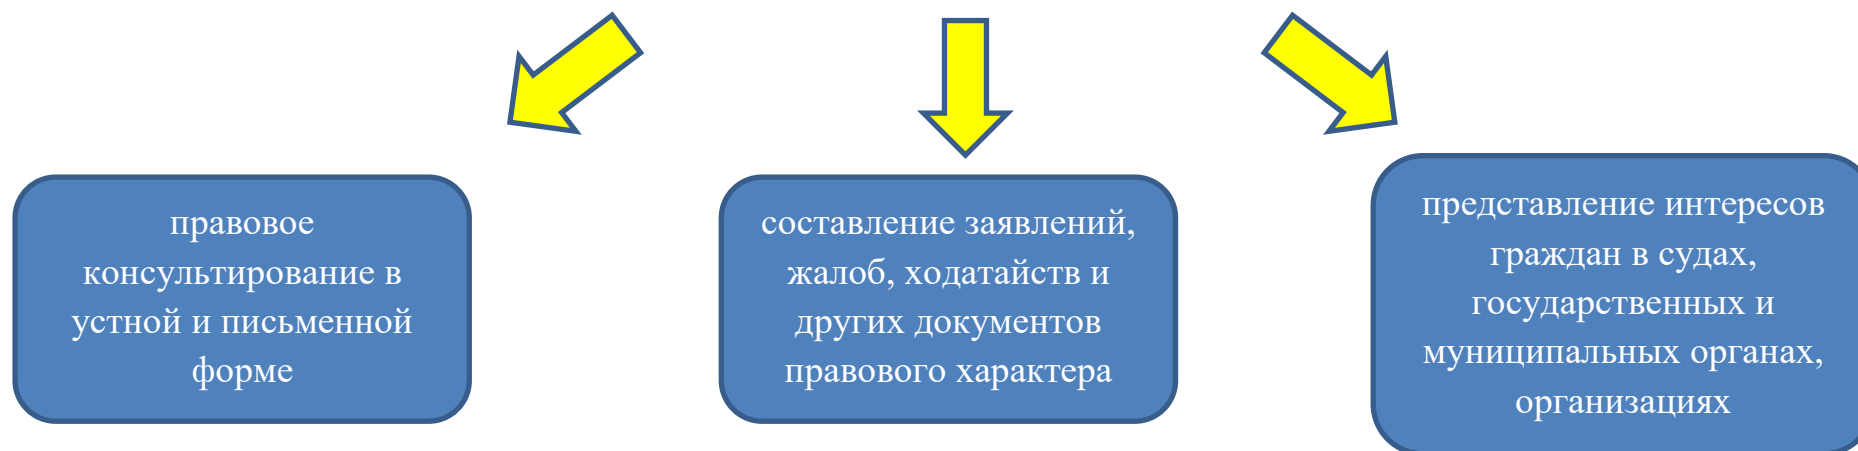 правовое
консультирование в
устной и письменной
форме
составление заявлений,
жалоб, ходатайств и
других документов
правового характера
представление интересов
граждан в судах,
государственных и
муниципальных органах,
организациях